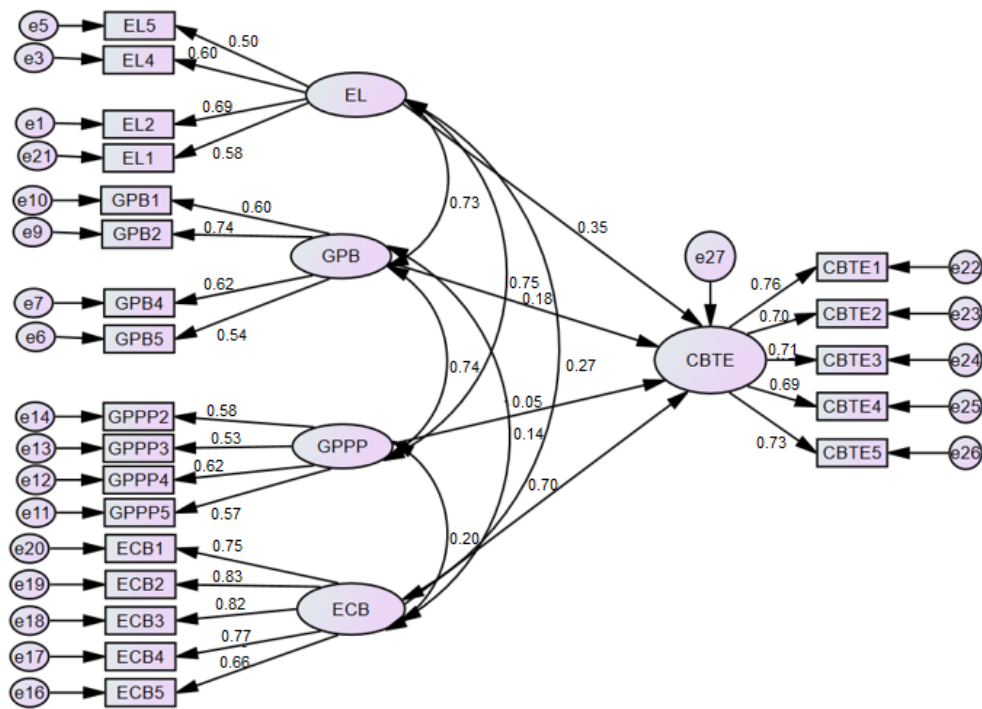 e5 EL5
0.50
e3 EL4
0.60
EL
e1 EL2
0.69
e21 EL1
0.58
e10 GPB1
0.60
0.73
e9 GPB2
0.74
0.35
GPB
e27
CBTE1 e22
0.76
e7 GPB4
0.62
0.75
0.18
CBTE2 e23
0.70
e6 GPB5
0.54
CBTE
0.71
CBTE3 e24
0.74
0.27
0.69
CBTE4 e25
e14 GPPP2
0.58
0.05
e13 GPPP3
0.53
GPPP
0.14
0.73
CBTE5 e26
e12 GPPP4
0.62
0.70
e11 GPPP5
0.57
e20 ECB1
0.75
0.20
e19 ECB2
0.83
ECB
e18 ECB3
0.82
e17 ECB4
0.77
0.66
e16 ECB5